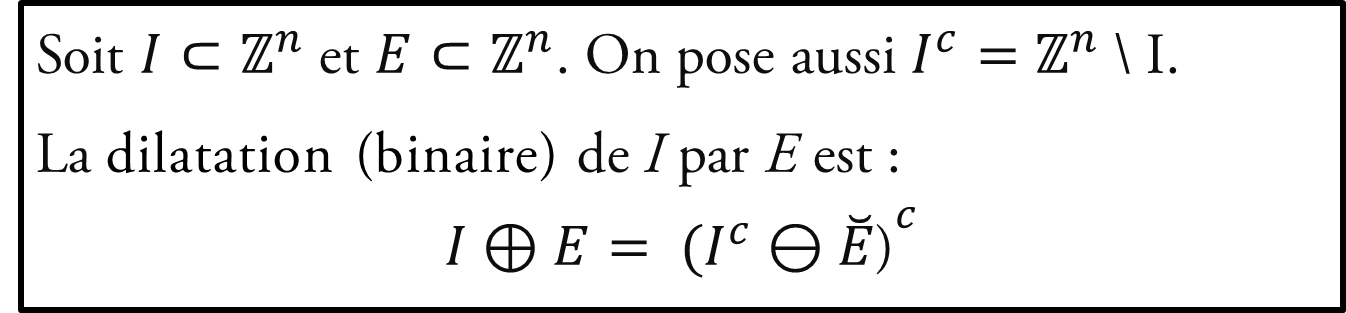 Soit 𝐼 ⊂ ℤⁿ et 𝐸 ⊂ ℤⁿ. On pose aussi 𝐼ᶜ = ℤⁿ \ I.
La dilatation (binaire) de I par E est :
𝐼 ⊕ 𝐸 = (𝐼ᶜ ⊖ 𝐸̆)ᶜ